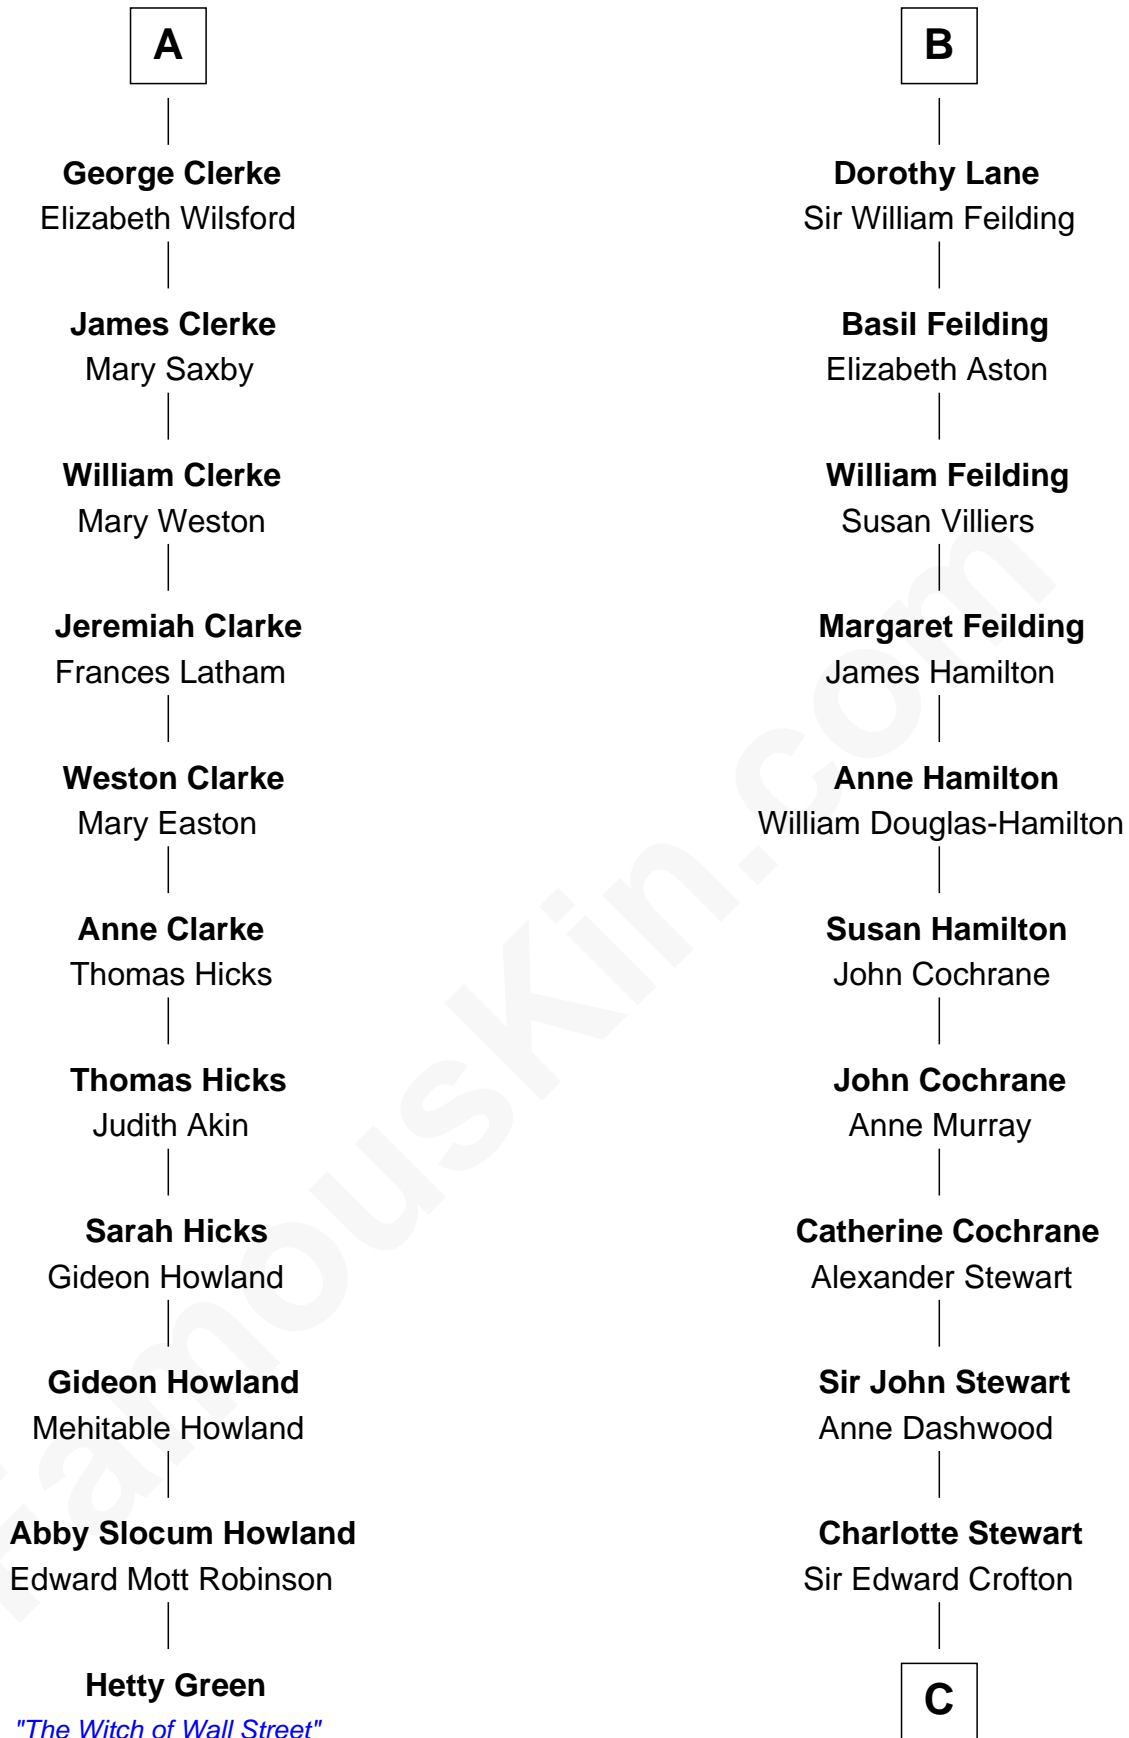 A
George Clerke
Elizabeth Wilsford
James Clerke
Mary Saxby
William Clerke
Mary Weston
Jeremiah Clarke
Frances Latham
Weston Clarke
Mary Easton
Anne Clarke
Thomas Hicks
Thomas Hicks
Judith Akin
Sarah Hicks
Gideon Howland
Gideon Howland
Mehitable Howland
Abby Slocum Howland
Edward Mott Robinson
Hetty Green
"The Witch of Wall Street"
B
Dorothy Lane
Sir William Feilding
Basil Feilding
Elizabeth Aston
William Feilding
Susan Villiers
Margaret Feilding
James Hamilton
Anne Hamilton
William Douglas-Hamilton
Susan Hamilton
John Cochrane
John Cochrane
Anne Murray
Catherine Cochrane
Alexander Stewart
Sir John Stewart
Anne Dashwood
Charlotte Stewart
Sir Edward Crofton
C
FamousKin.com